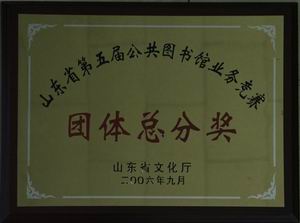 山东省第五届公共图书馆业务竞赛
团体总分奖
山东省文化厅
二〇〇六年九月